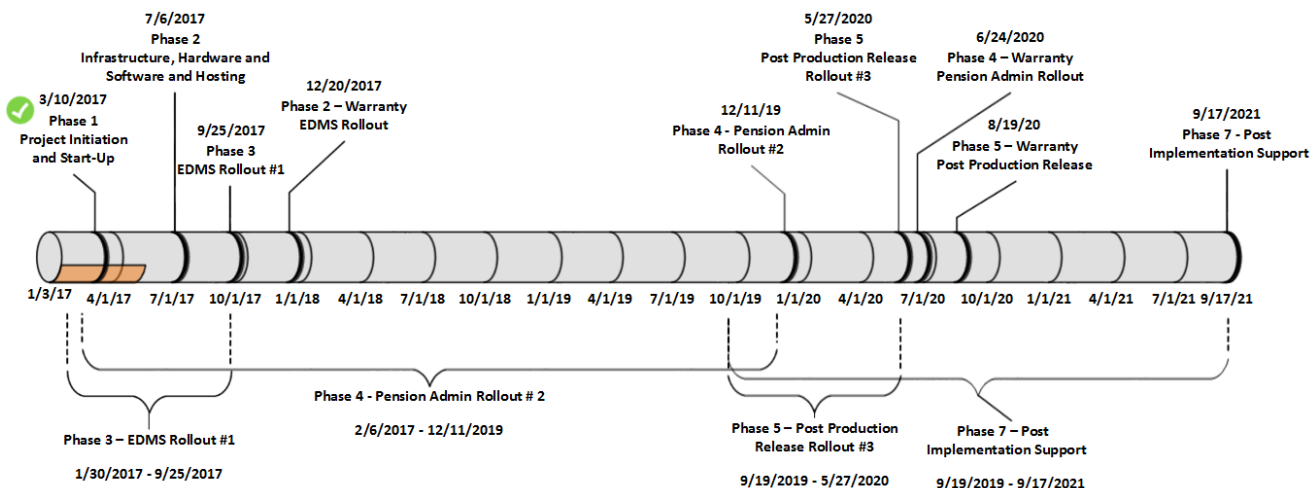 7/6/2017
Phase 2
Infrastructure, Hardware and
Software and Hosting
3/10/2017
Phase 1
Project Initiation
and Start-Up
9/25/2017
Phase 3
EDMS Rollout #1
12/20/2017
Phase 2 – Warranty
EDMS Rollout
12/11/19
Phase 4 - Pension Admin
Rollout #2
5/27/2020
Phase 5
Post Production Release
Rollout #3
6/24/2020
Phase 4 – Warranty
Pension Admin Rollout
8/19/20
Phase 5 – Warranty
Post Production Release
9/17/2021
Phase 7 - Post
Implementation Support
1/3/17 4/1/17 7/1/17 10/1/17 1/1/18 4/1/18 7/1/18 10/1/18 1/1/19 4/1/19 7/1/19 10/1/19 1/1/20 4/1/20 7/1/20 10/1/20 1/1/21 4/1/21 7/1/21 9/17/21
Phase 3 – EDMS Rollout #1
1/30/2017 - 9/25/2017
Phase 4 - Pension Admin Rollout # 2
2/6/2017 - 12/11/2019
Phase 5 – Post Production
Release Rollout #3
9/19/2019 - 5/27/2020
Phase 7 – Post
Implementation Support
9/19/2019 - 9/17/2021